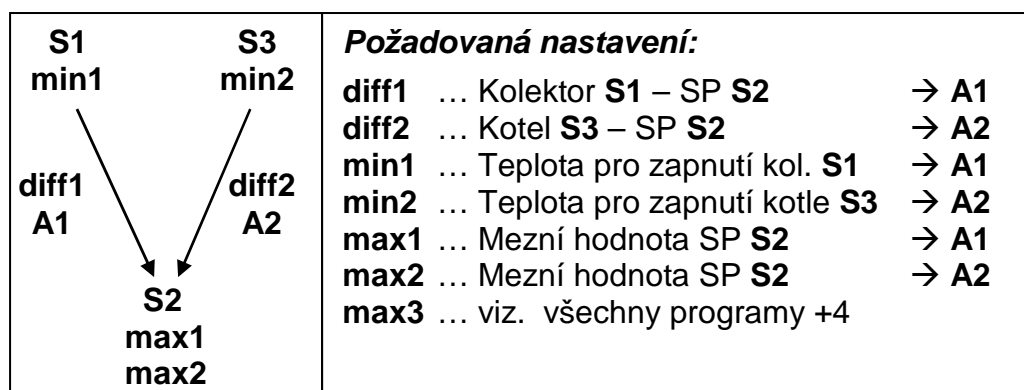 S1 S3
min1 min2
diff1 diff2
A1 A2
S2
max1
max2
Požadovaná nastavení:
diff1 … Kolektor S1 – SP S2 → A1
diff2 … Kotel S3 – SP S2 → A2
min1 … Teplota pro zapnutí kol. S1 → A1
min2 … Teplota pro zapnutí kotle S3 → A2
max1 … Mezní hodnota SP S2 → A1
max2 … Mezní hodnota SP S2 → A2
max3 … viz. všechny programy +4